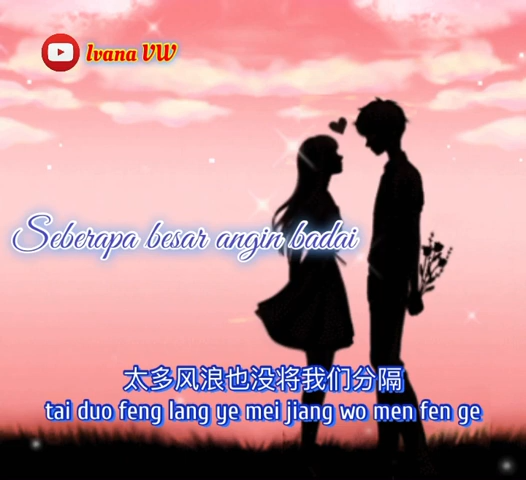 Ivana VW
Seberapa besar angin badai
太多风浪也没将我们分隔
tai duo feng lang ye mei jiang wo men fen ge